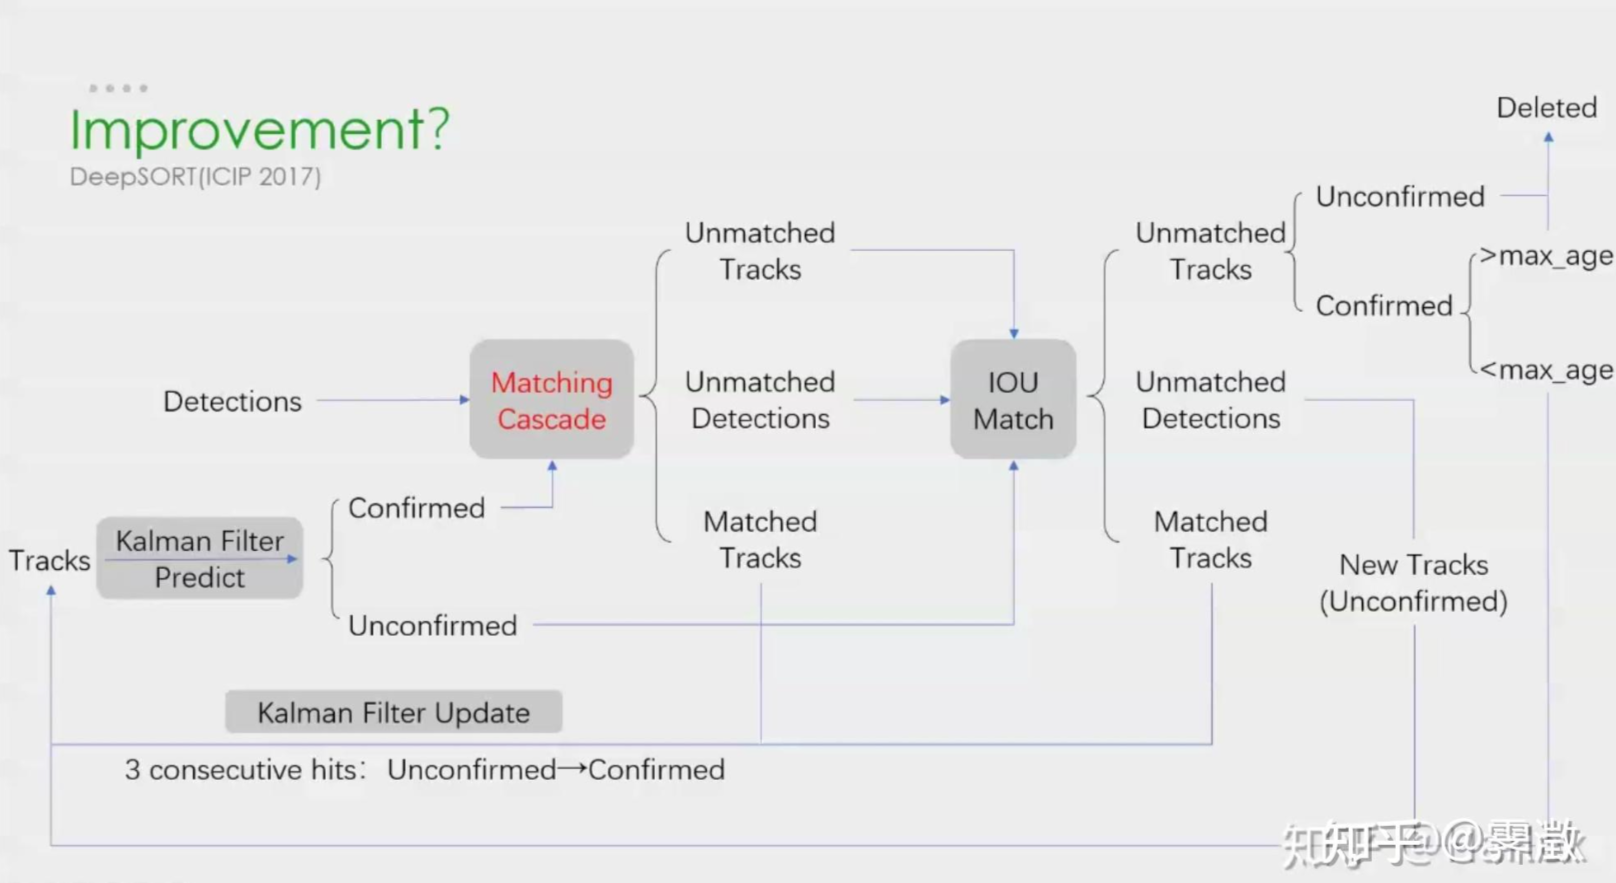 Improvement?
DeepSORT(ICIP 2017)
Deleted
Unconfirmed
Unmatched
Tracks
Unmatched
Tracks
>max_age
Confirmed
<max_age
Detections
Matching
Cascade
Unmatched
Detections
IOU
Match
Unmatched
Detections
Confirmed
Matched
Tracks
Matched
Tracks
Tracks
Kalman Filter
Predict
New Tracks
(Unconfirmed)
Unconfirmed
Kalman Filter Update
3 consecutive hits: Unconfirmed→Confirmed
知乎